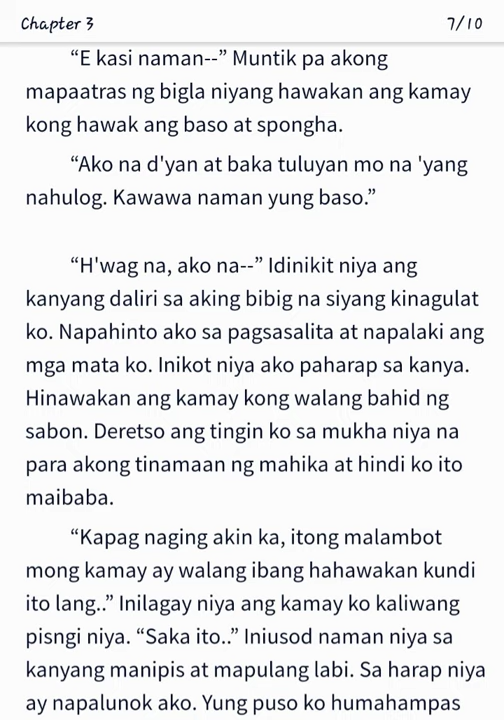 Chapter 3
7/10
“E kasi naman--” Muntik pa akong
mapaatras ng bigla niyang hawakan ang kamay
kong hawak ang baso at spongha.
“Ako na d'yan at baka tuluyan mo na 'yang
nahulog. Kawawa naman yung baso.”
“H'wag na, ako na--” Idinikit niya ang
kanyang daliri sa aking bibig na siyang kinagulat
ko. Napahinto ako sa pagsasalita at napalaki ang
mga mata ko. Inikot niya ako paharap sa kanya.
Hinawakan ang kamay kong walang bahid ng
sabon. Deretso ang tingin ko sa mukha niya na
para akong tinamaan ng mahika at hindi ko ito
maibaba.
“Kapag naging akin ka, itong malambot
mong kamay ay walang ibang hahawakan kundi
ito lang..” Inilagay niya ang kamay ko kaliwang
pisngi niya. “Saka ito..” Iniusod naman niya sa
kanyang manipis at mapulang labi. Sa harap niya
ay napalunok ako. Yung puso ko humahampas